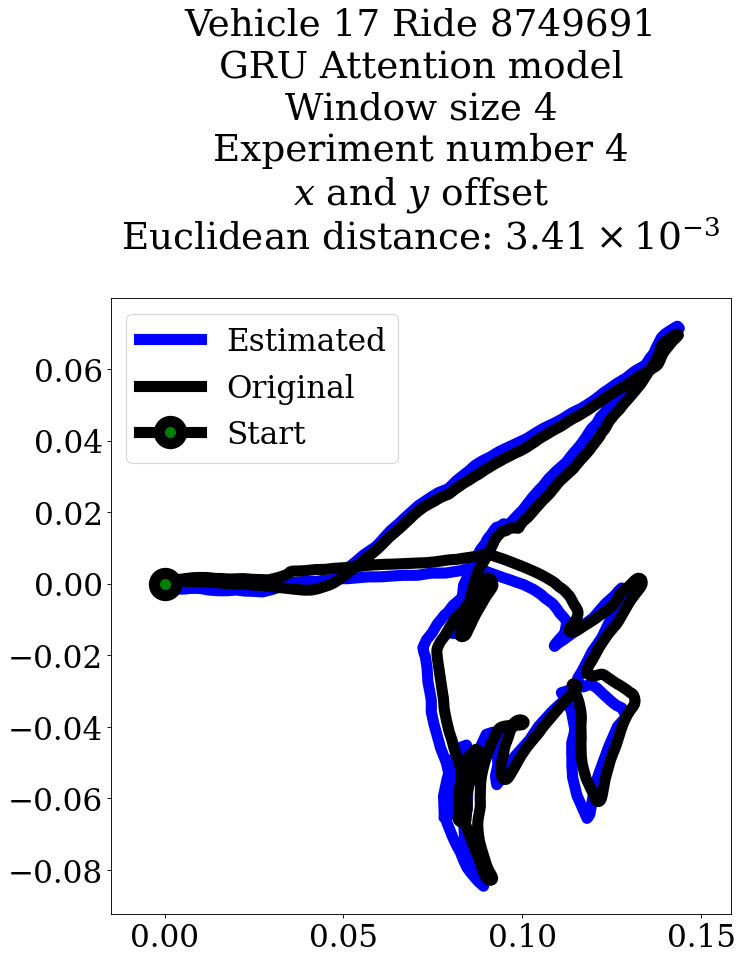 Vehicle 17 Ride 8749691
GRU Attention model
Window size 4
Experiment number 4
x and y offset
Euclidean distance: 3.41 × 10⁻³
Estimated
Original
Start
0.06
0.04
0.02
0.00
−0.02
−0.04
−0.06
−0.08
0.00 0.05 0.10 0.15